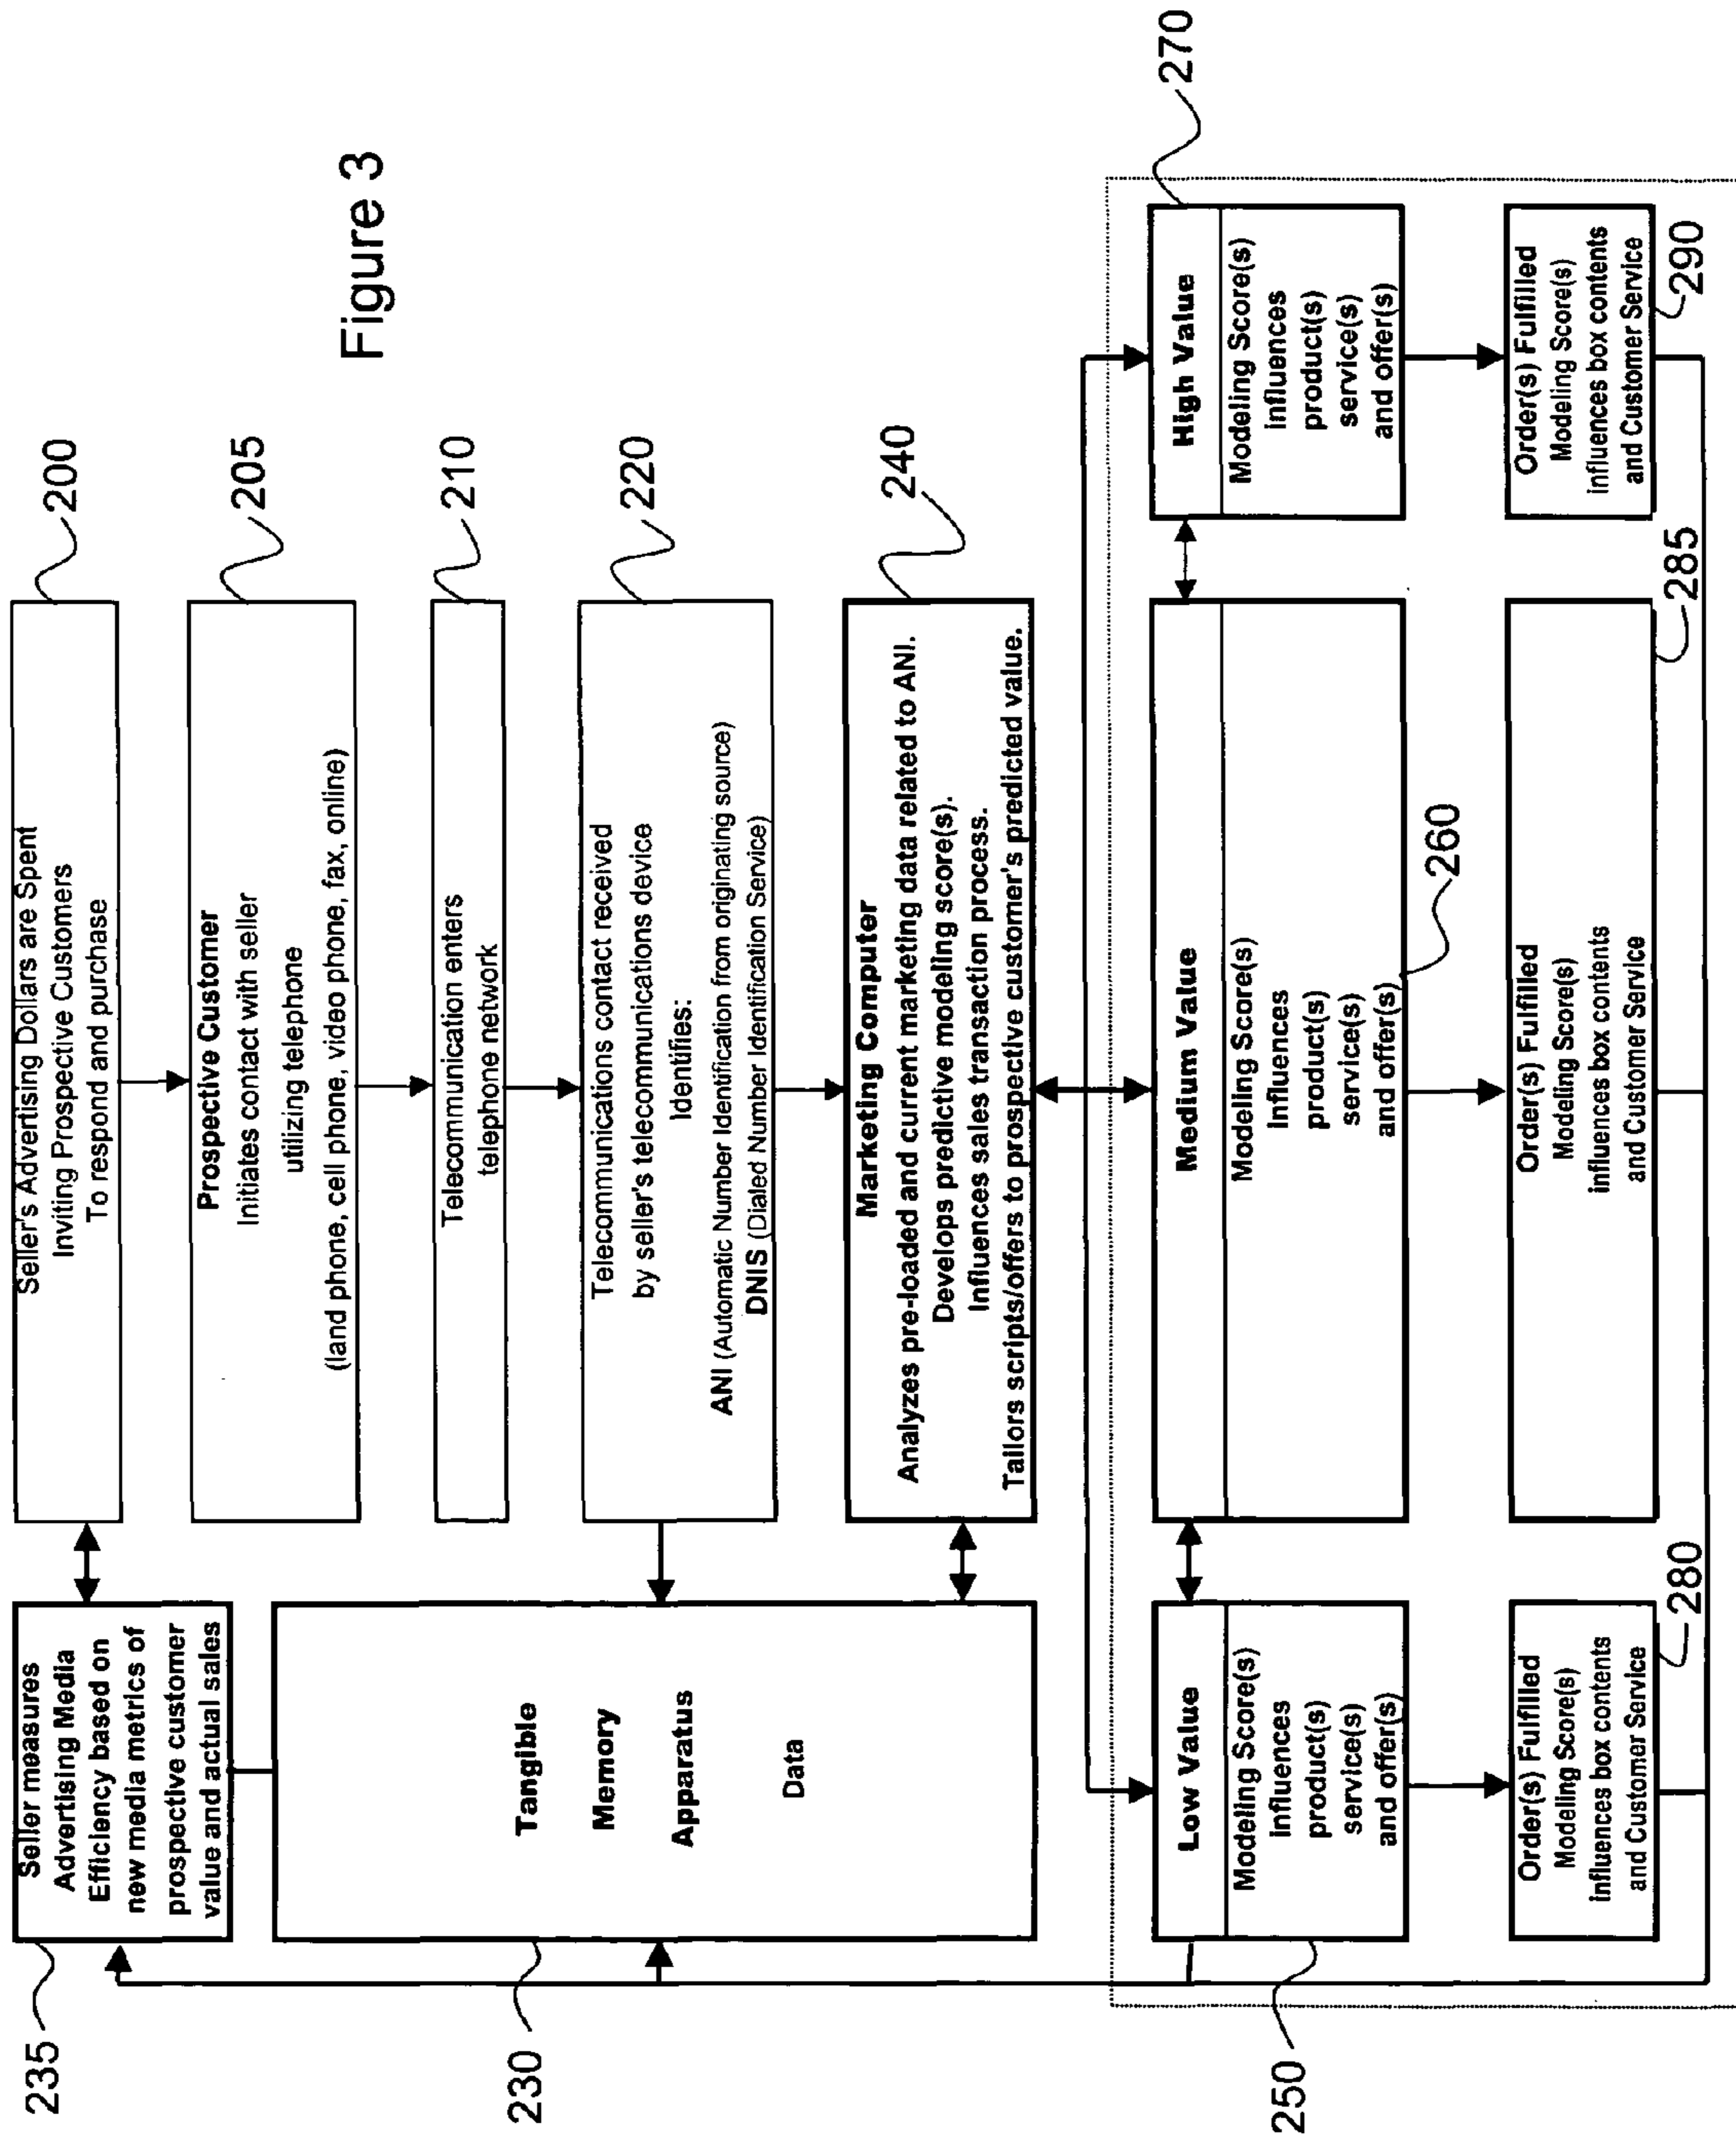 Figure 3
235
Seller measures
Advertising Media
Efficiency based on
new media metrics of
prospective customer
value and actual sales
Seller's Advertising Dollars are Spent
Inviting Prospective Customers
To respond and purchase
200
Prospective Customer
Initiates contact with seller
utilizing telephone
(land phone, cell phone, video phone, fax, online)
205
Telecommunication enters
telephone network
210
230
Tangible
Memory
Apparatus
Data
Telecommunications contact received
by seller's telecommunications device
Identifies:
ANI (Automatic Number Identification from originating source)
DNIS (Dialed Number Identification Service)
220
Marketing Computer
Analyzes pre-loaded and current marketing data related to ANI.
Develops predictive modeling score(s).
Influences sales transaction process.
Tailors scripts/offers to prospective customer's predicted value.
240
250
Low Value
Modeling Score(s)
influences
product(s)
service(s)
and offer(s)
Medium Value
Modeling Score(s)
Influences
product(s)
service(s)
and offer(s)
260
High Value
Modeling Score(s)
influences
product(s)
service(s)
and offer(s)
270
Order(s) Fulfilled
Modeling Score(s)
influences box contents
and Customer Service
280
Order(s) Fulfilled
Modeling Score(s)
influences box contents
and Customer Service
285
Order(s) Fulfilled
Modeling Score(s)
influences box contents
and Customer Service
290